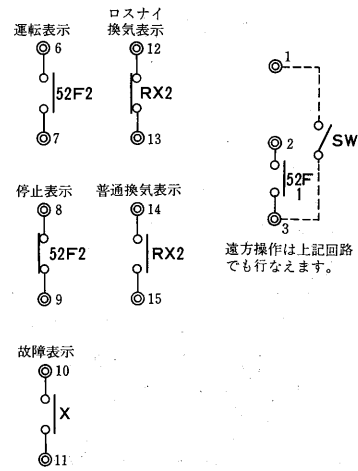 運転表示
6
52F2
7
ロスナイ
換気表示
12
RX2
13
1
2
SW
52F
1
3
遠方操作は上記回路
でも行なえます。
停止表示
8
52F2
9
普通換気表示
14
RX2
15
故障表示
10
X
11